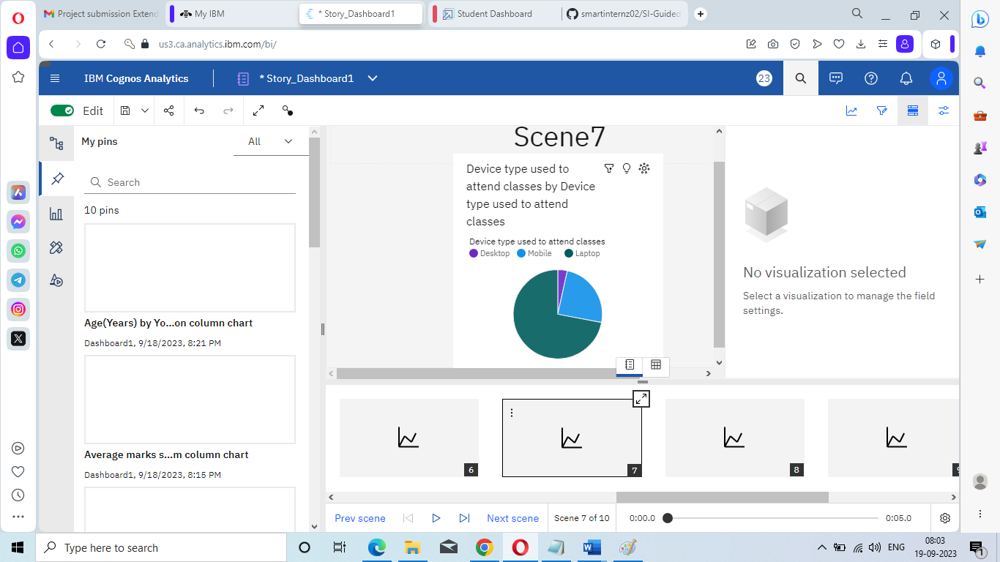 Project submission Extend
My IBM
* Story_Dashboard1
Student Dashboard
smartinternz02/SI-Guided
us3.ca.analytics.ibm.com/bi/
IBM Cognos Analytics
* Story_Dashboard1
23
Edit
My pins
All
Search
10 pins
Age(Years) by Yo...on column chart
Dashboard1, 9/18/2023, 8:21 PM
Average marks s...m column chart
Dashboard1, 9/18/2023, 8:15 PM
Scene7
Device type used to
attend classes by Device
type used to attend
classes
Device type used to attend classes
Desktop Mobile Laptop
No visualization selected
Select a visualization to manage the field
settings.
6
7
8
9
Prev scene
Next scene
Scene 7 of 10
0:00.0
0:05.0
Type here to search
ENG
08:03
19-09-2023
1